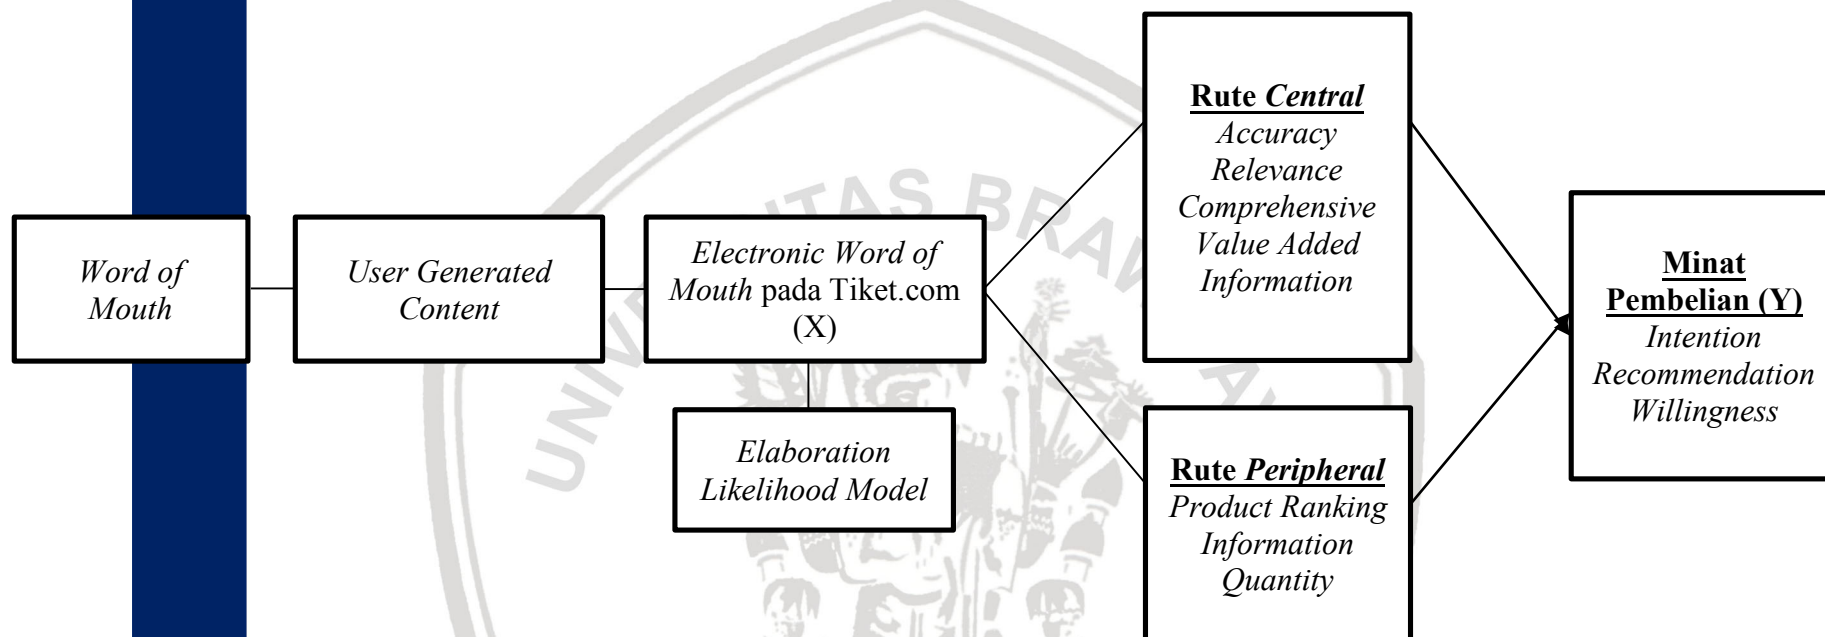 Word of
Mouth
User Generated
Content
Electronic Word of
Mouth pada Tiket.com
(X)
Elaboration
Likelihood Model
Rute Central
Accuracy
Relevance
Comprehensive
Value Added
Information
Rute Peripheral
Product Ranking
Information
Quantity
Minat
Pembelian (Y)
Intention
Recommendation
Willingness